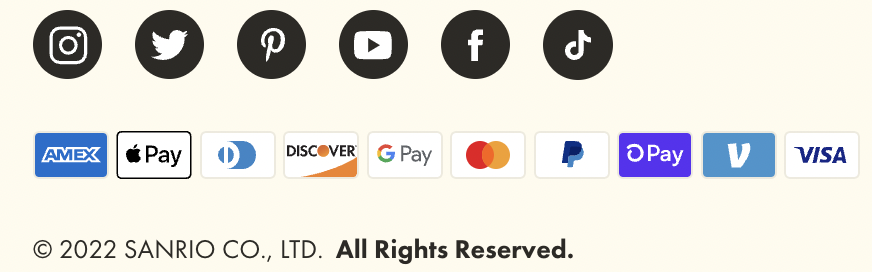 AMEX Pay DISCOVER G Pay P Pay V VISA
© 2022 SANRIO CO., LTD. All Rights Reserved.